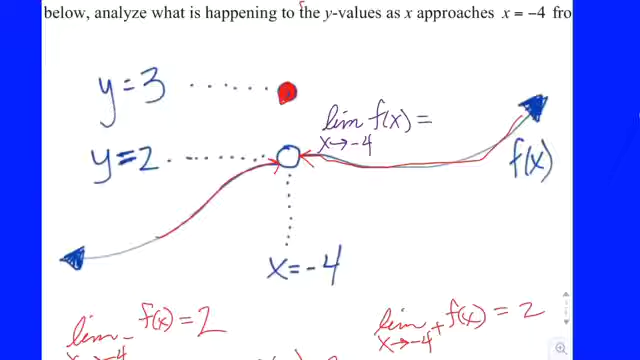 below, analyze what is happening to the y-values as x approaches x = −4 fro
y=3
lim f(x) =
x→-4
y=2
f(x)
x=-4
lim f(x) = 2
x→-4
lim f(x) = 2
x→-4⁺